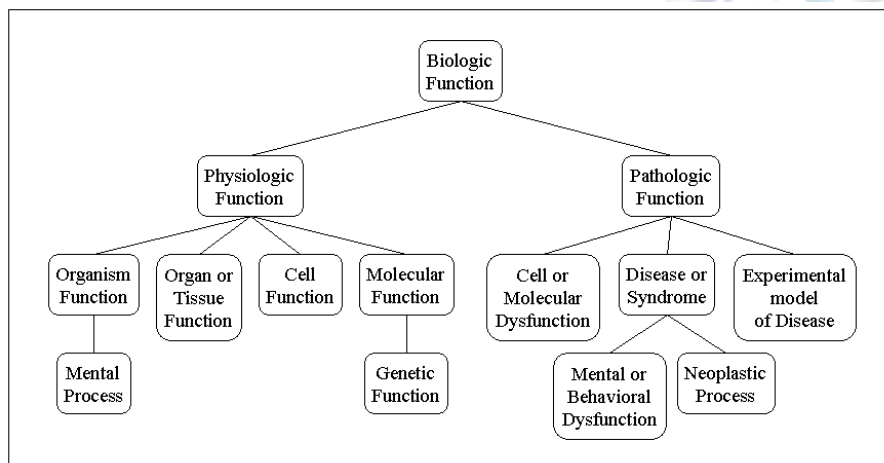 Biologic
Function
Physiologic
Function
Pathologic
Function
Organism
Function
Organ or
Tissue
Function
Cell
Function
Molecular
Function
Cell or
Molecular
Dysfunction
Disease or
Syndrome
Experimental
model
of Disease
Mental
Process
Genetic
Function
Mental or
Behavioral
Dysfunction
Neoplastic
Process